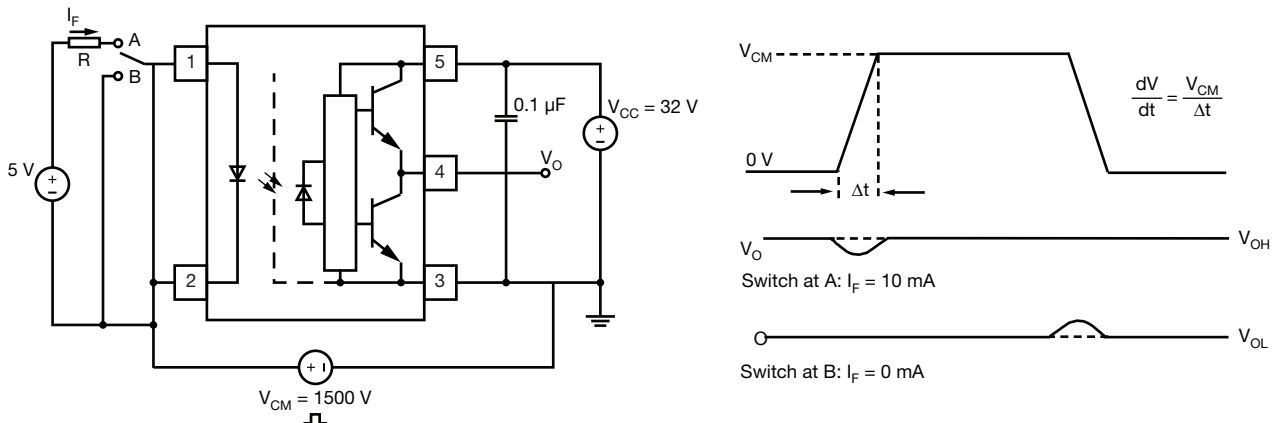 I_F
R
A
B
5 V
+
–
1
2
5
4
3
0.1 µF
V_CC = 32 V
+
–
V_O
+ I
V_CM = 1500 V
V_CM
0 V
Δt
dV/dt = V_CM/Δt
V_O
V_OH
Switch at A: I_F = 10 mA
O
V_OL
Switch at B: I_F = 0 mA